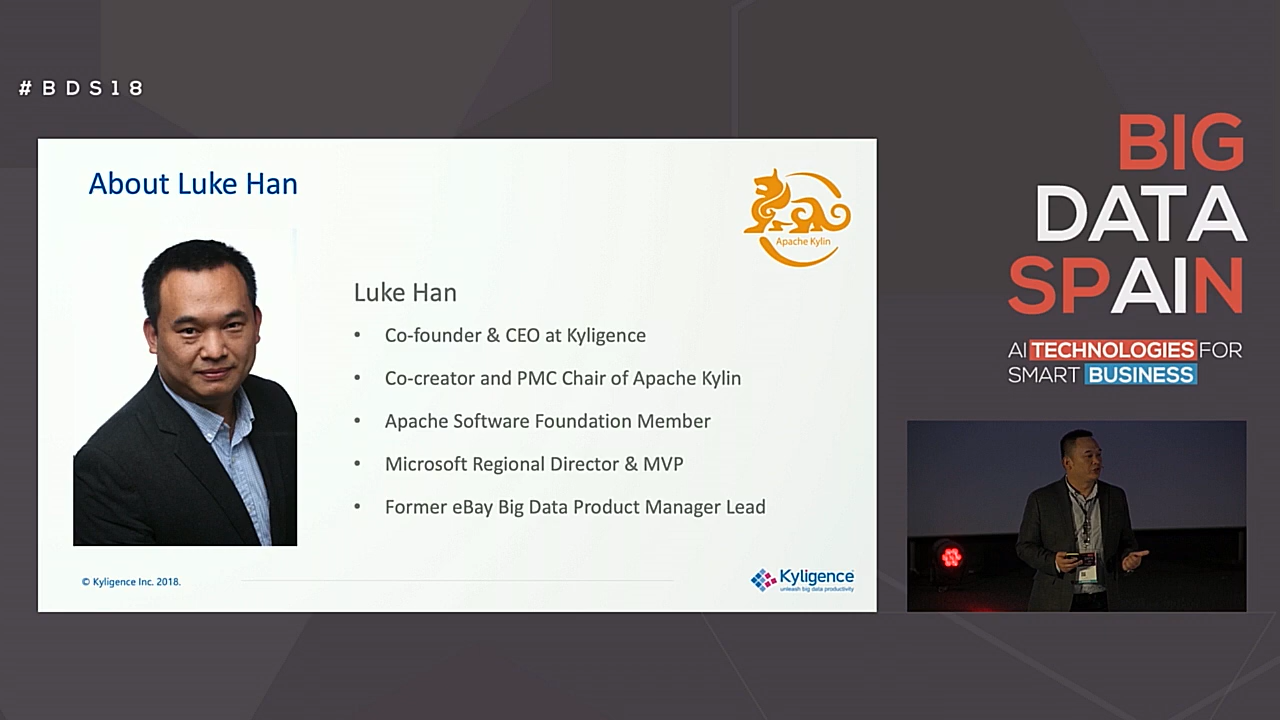 #BDS18
About Luke Han
Apache Kylin
Luke Han
• Co-founder & CEO at Kyligence
• Co-creator and PMC Chair of Apache Kylin
• Apache Software Foundation Member
• Microsoft Regional Director & MVP
• Former eBay Big Data Product Manager Lead
© Kyligence Inc. 2018.
Kyligence
unleash big data productivity
BIG
DATA
SPAIN
AI TECHNOLOGIES FOR
SMART BUSINESS